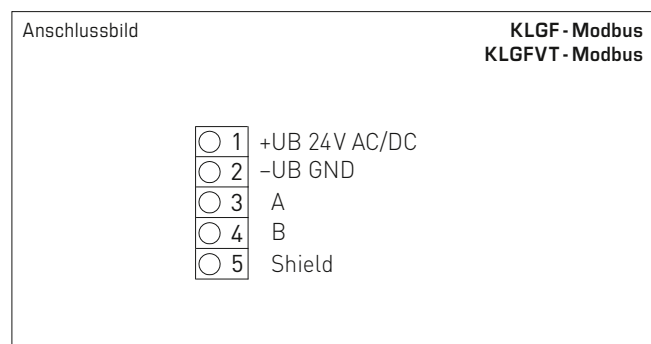 Anschlussbild
KLGF - Modbus
KLGFVT - Modbus
1 +UB 24V AC/DC
2 –UB GND
3 A
4 B
5 Shield